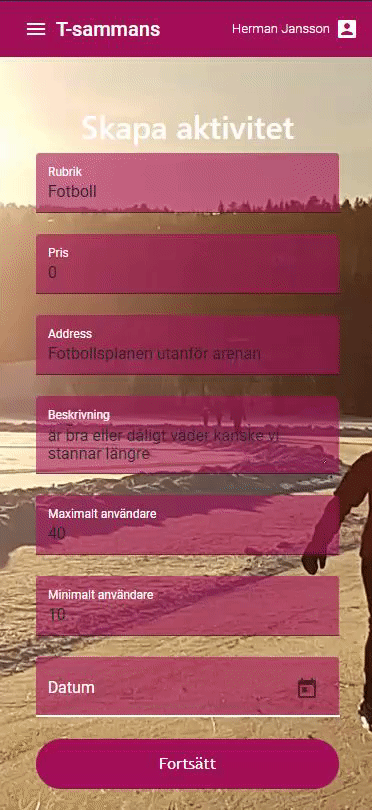 T-sammans
Herman Jansson
Skapa aktivitet
Rubrik
Fotboll
Pris
0
Address
Fotbollsplanen utanför arenan
Beskrivning
är bra eller dåligt väder kanske vi
stannar längre
Maximalt användare
40
Minimalt användare
10
Datum
Fortsätt